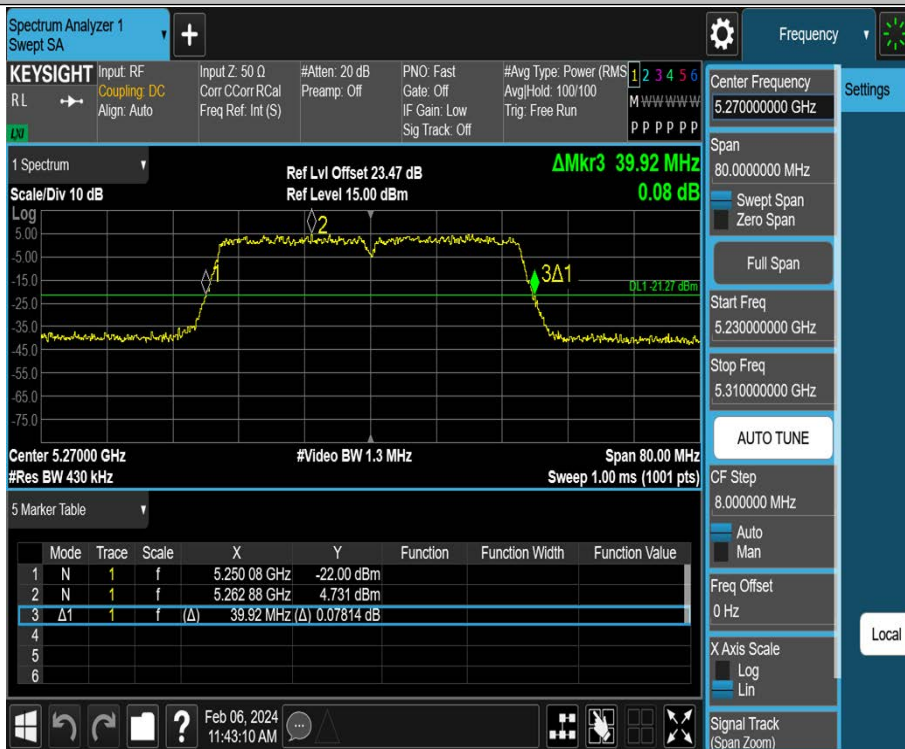 Spectrum Analyzer 1
Swept SA
+
Frequency
KEYSIGHT
RL
LXI
Input: RF
Coupling: DC
Align: Auto
Input Z: 50 Ω
Corr CCorr RCal
Freq Ref: Int (S)
#Atten: 20 dB
Preamp: Off
PNO: Fast
Gate: Off
IF Gain: Low
Sig Track: Off
#Avg Type: Power (RMS
Avg|Hold: 100/100
Trig: Free Run
1 2 3 4 5 6
M W W W W W
P P P P P P
1 Spectrum
Scale/Div 10 dB
Ref Lvl Offset 23.47 dB
Ref Level 15.00 dBm
ΔMkr3 39.92 MHz
0.08 dB
Log
5.00
-5.00
-15.0
-25.0
-35.0
-45.0
-55.0
-65.0
-75.0
1
2
3Δ1
DL1 -21.27 dBm
Center 5.27000 GHz
#Res BW 430 kHz
#Video BW 1.3 MHz
Span 80.00 MHz
Sweep 1.00 ms (1001 pts)
5 Marker Table
Mode Trace Scale X Y Function Function Width Function Value
1 N 1 f 5.250 08 GHz -22.00 dBm
2 N 1 f 5.262 88 GHz 4.731 dBm
3 Δ1 1 f (Δ) 39.92 MHz (Δ) 0.07814 dB
4
5
6
?
Feb 06, 2024
11:43:10 AM
Center Frequency
5.270000000 GHz
Span
80.0000000 MHz
Swept Span
Zero Span
Full Span
Start Freq
5.230000000 GHz
Stop Freq
5.310000000 GHz
AUTO TUNE
CF Step
8.000000 MHz
Auto
Man
Freq Offset
0 Hz
X Axis Scale
Log
Lin
Signal Track
(Span Zoom)
Settings
Local